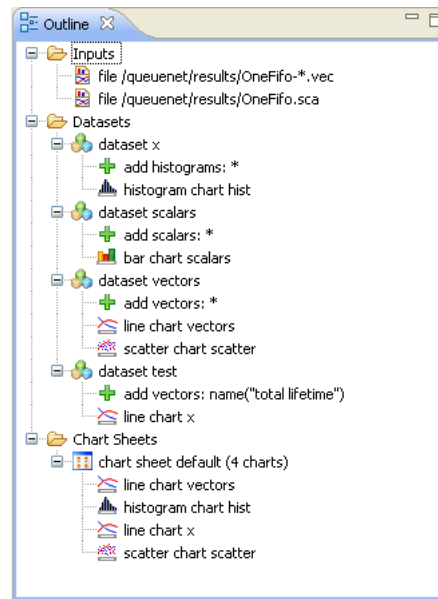 Outline
Inputs
file /queuenet/results/OneFifo-*.vec
file /queuenet/results/OneFifo.sca
Datasets
dataset x
add histograms: *
histogram chart hist
dataset scalars
add scalars: *
bar chart scalars
dataset vectors
add vectors: *
line chart vectors
scatter chart scatter
dataset test
add vectors: name("total lifetime")
line chart x
Chart Sheets
chart sheet default (4 charts)
line chart vectors
histogram chart hist
line chart x
scatter chart scatter